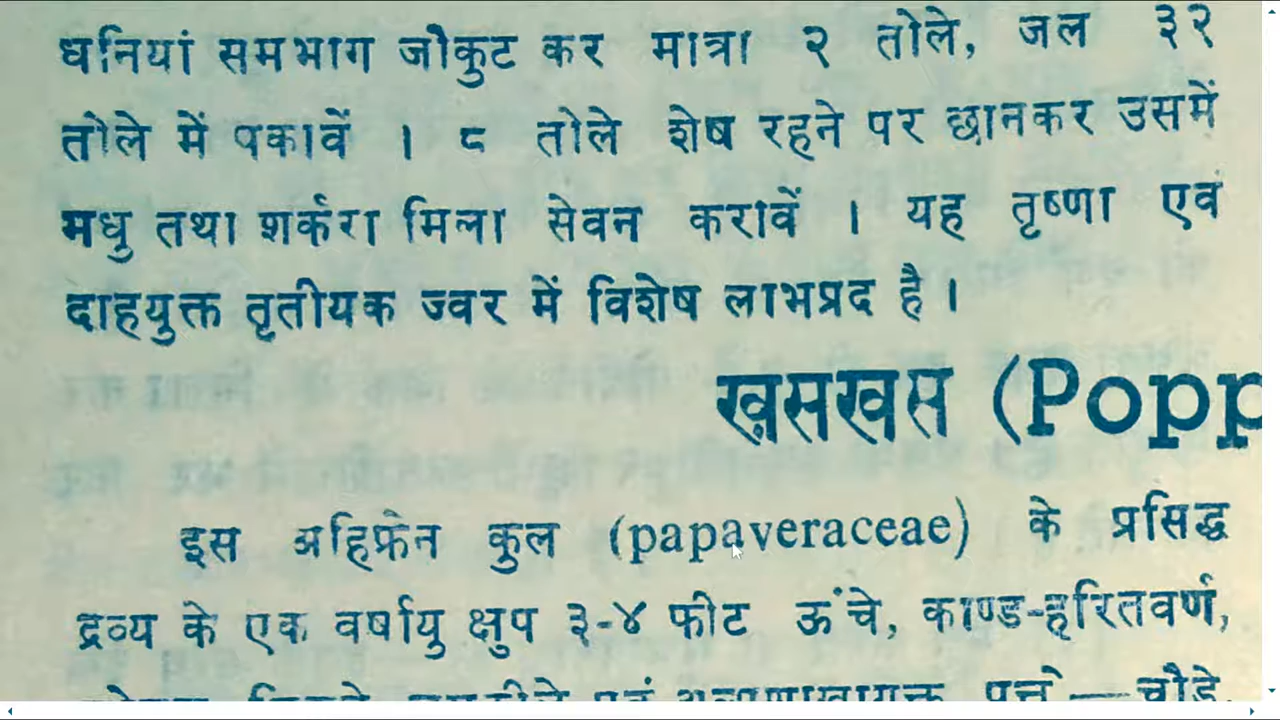 धनियां समभाग जौकुट कर मात्रा २ तोले, जल ३२
तोले में पकावें । ८ तोले शेष रहने पर छानकर उसमें
मधु तथा शर्करा मिला सेवन करावें । यह तृष्णा एवं
दाहयुक्त तृतीयक ज्वर में विशेष लाभप्रद है ।
खसखस (Popp
इस अहिफेन कुल (papaveraceae) के प्रसिद्ध
द्रव्य के एक वर्षायु क्षुप ३-४ फीट ऊंचे, काण्ड-हरितवर्ण,